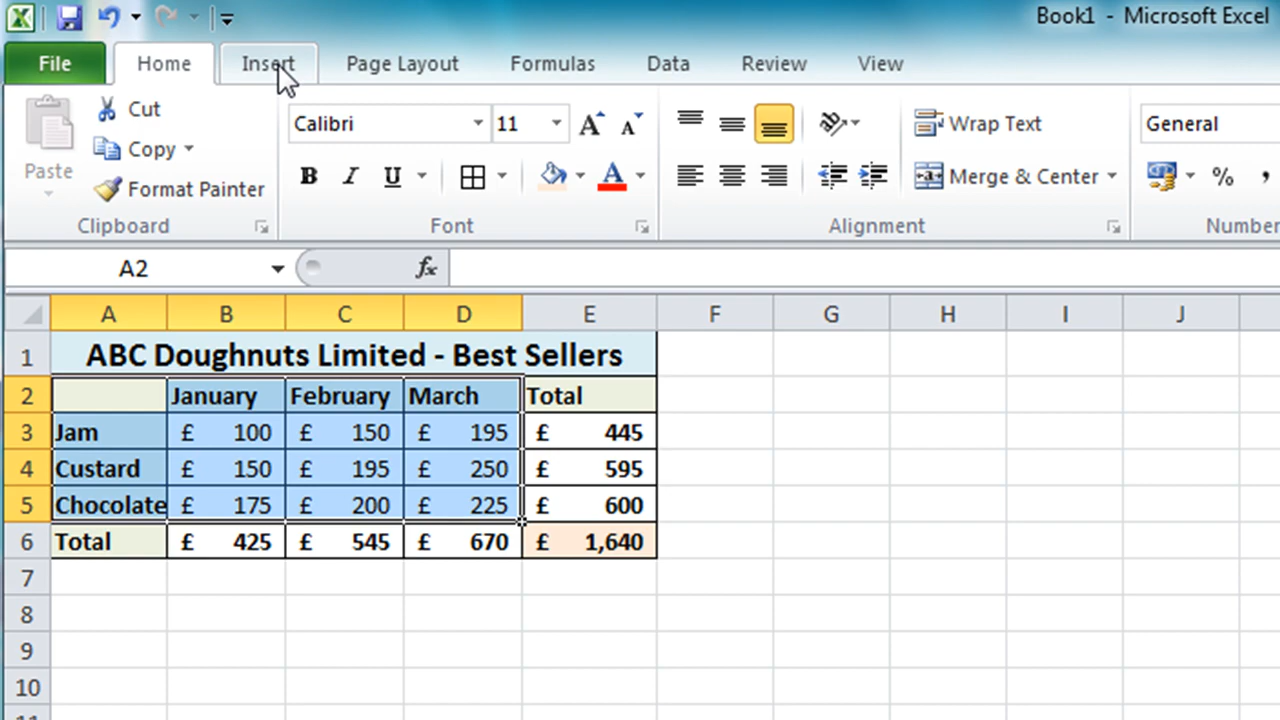 Book1 - Microsoft Excel
File Home Insert Page Layout Formulas Data Review View
Paste
Cut
Copy
Format Painter
Calibri 11
B I U A
Wrap Text
Merge & Center
General
% ,
Clipboard Font Alignment Number
A2 fx
A B C D E F G H I J
1 ABC Doughnuts Limited - Best Sellers
2 January February March Total
3 Jam £ 100 £ 150 £ 195 £ 445
4 Custard £ 150 £ 195 £ 250 £ 595
5 Chocolate £ 175 £ 200 £ 225 £ 600
6 Total £ 425 £ 545 £ 670 £ 1,640
7
8
9
10
11